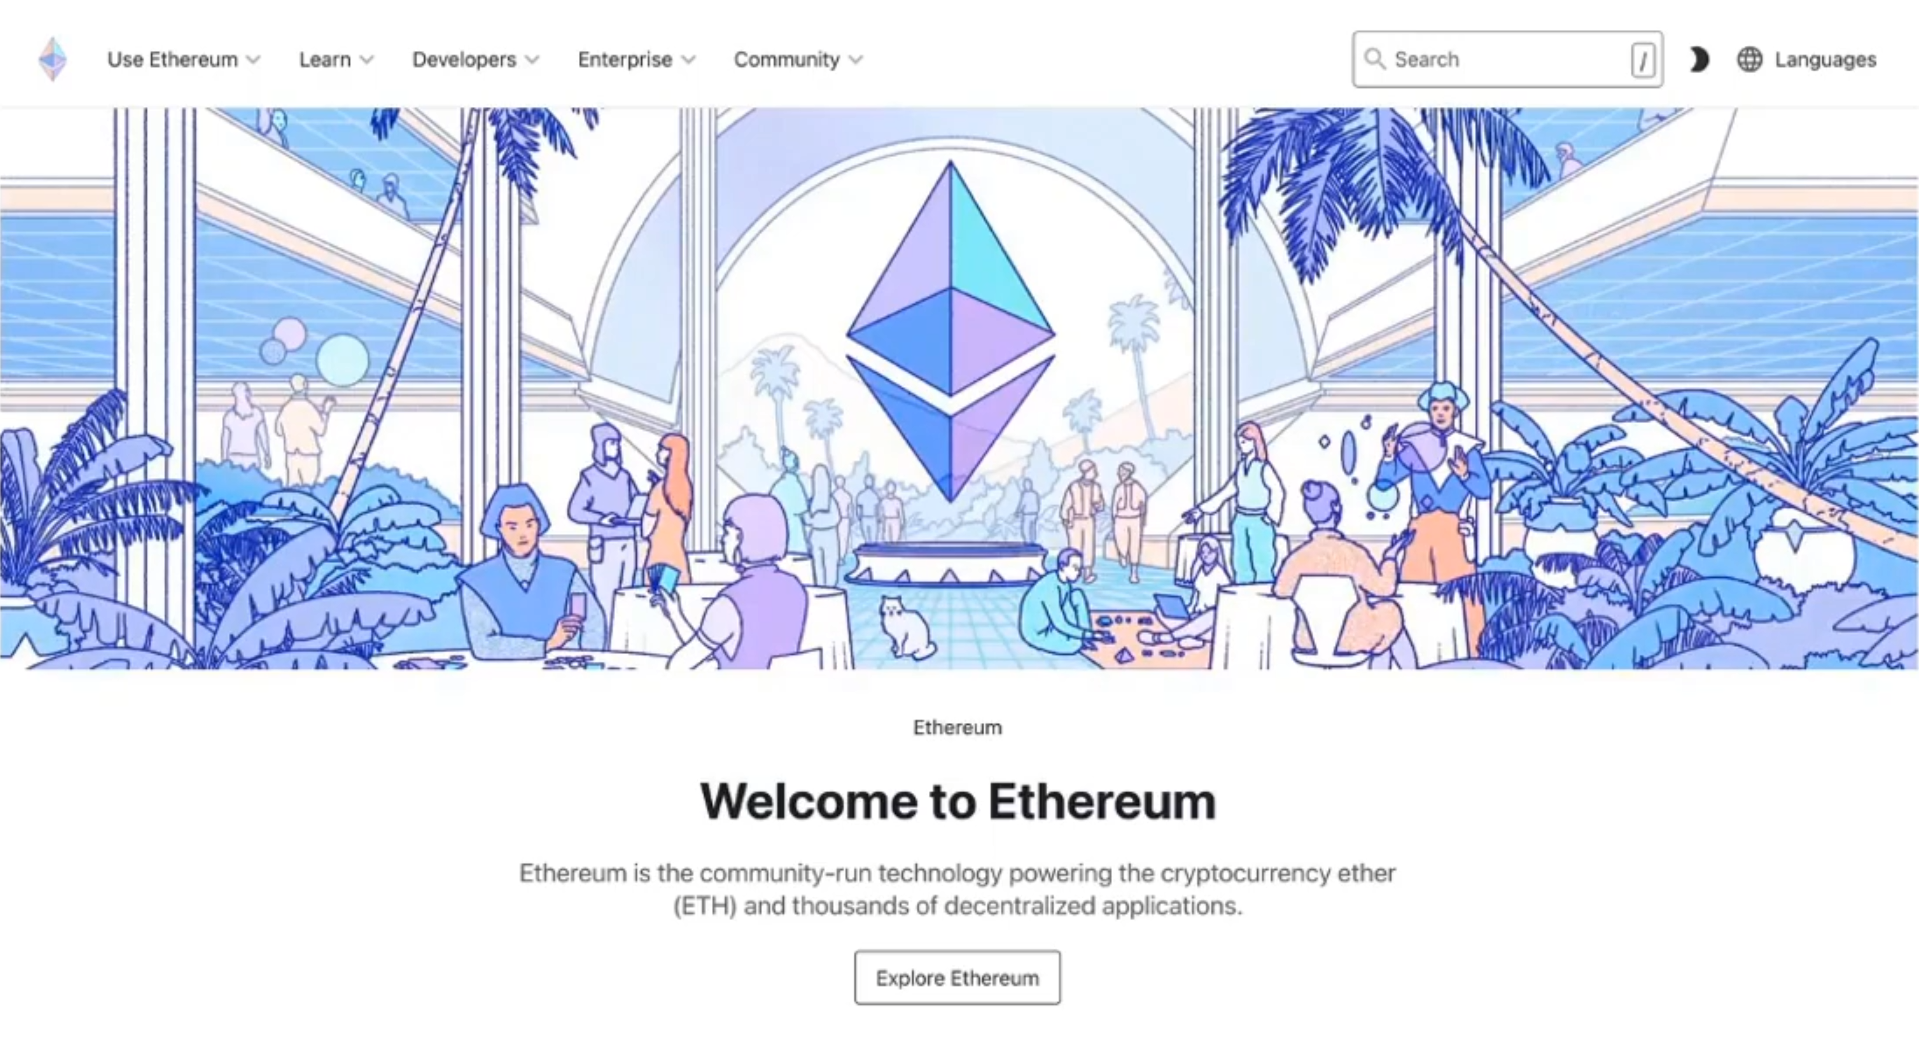 Use Ethereum
Learn
Developers
Enterprise
Community
Search
/
Languages
Ethereum
Welcome to Ethereum
Ethereum is the community-run technology powering the cryptocurrency ether
(ETH) and thousands of decentralized applications.
Explore Ethereum